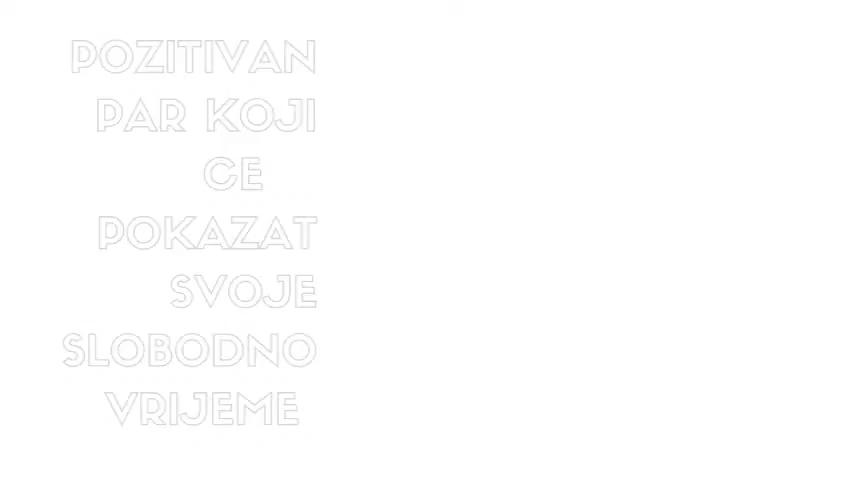 POZITIVAN
PAR KOJI
CE
POKAZAT
SVOJE
SLOBODNO
VRIJEME